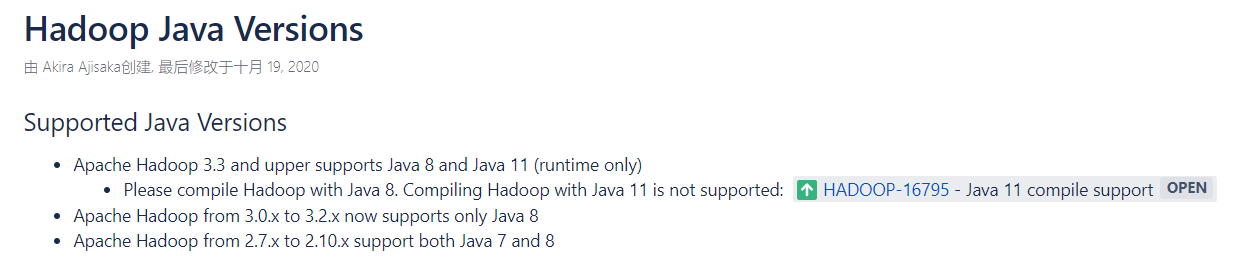 Hadoop Java Versions
由 Akira Ajisaka创建, 最后修改于十月 19, 2020
Supported Java Versions
• Apache Hadoop 3.3 and upper supports Java 8 and Java 11 (runtime only)
• Please compile Hadoop with Java 8. Compiling Hadoop with Java 11 is not supported: HADOOP-16795 - Java 11 compile support OPEN
• Apache Hadoop from 3.0.x to 3.2.x now supports only Java 8
• Apache Hadoop from 2.7.x to 2.10.x support both Java 7 and 8